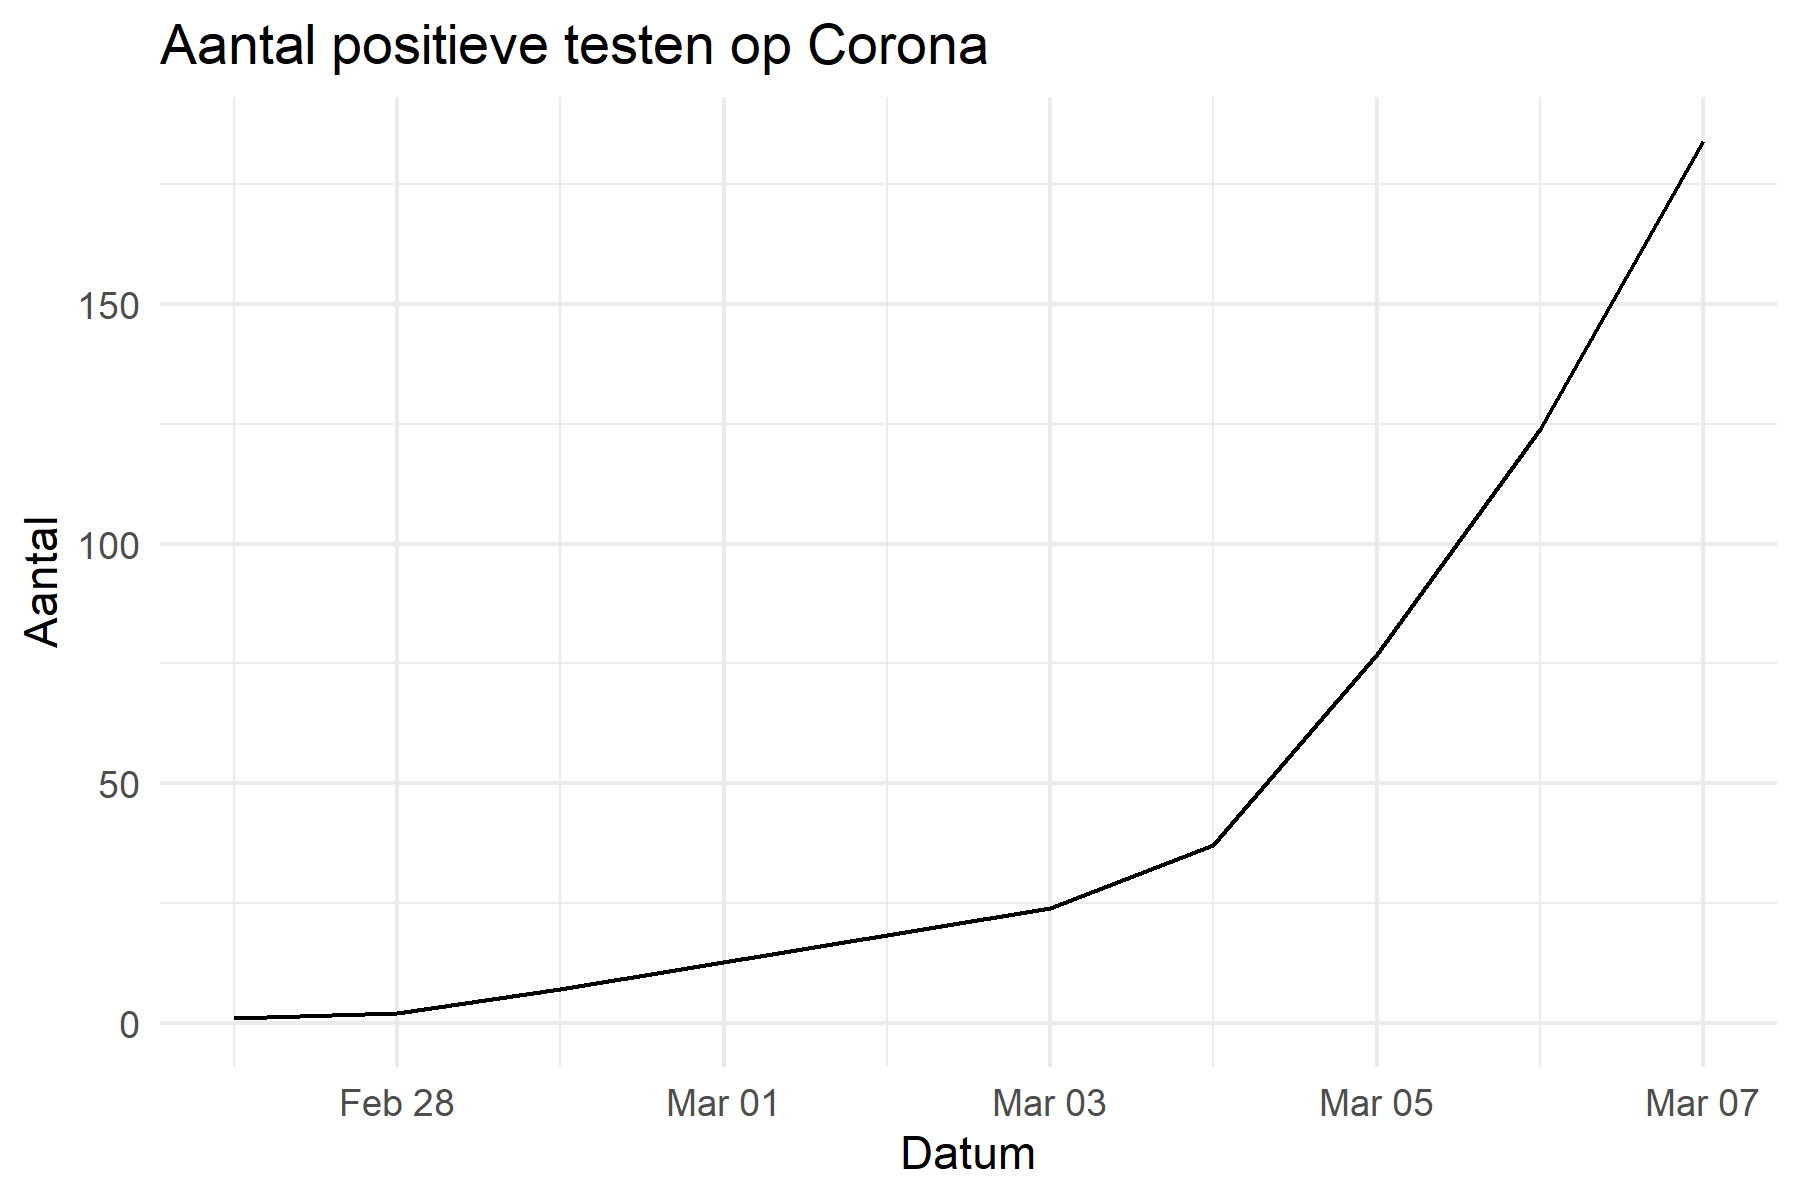 Aantal positieve testen op Corona
Aantal
150
100
50
0
Feb 28 Mar 01 Mar 03 Mar 05 Mar 07
Datum